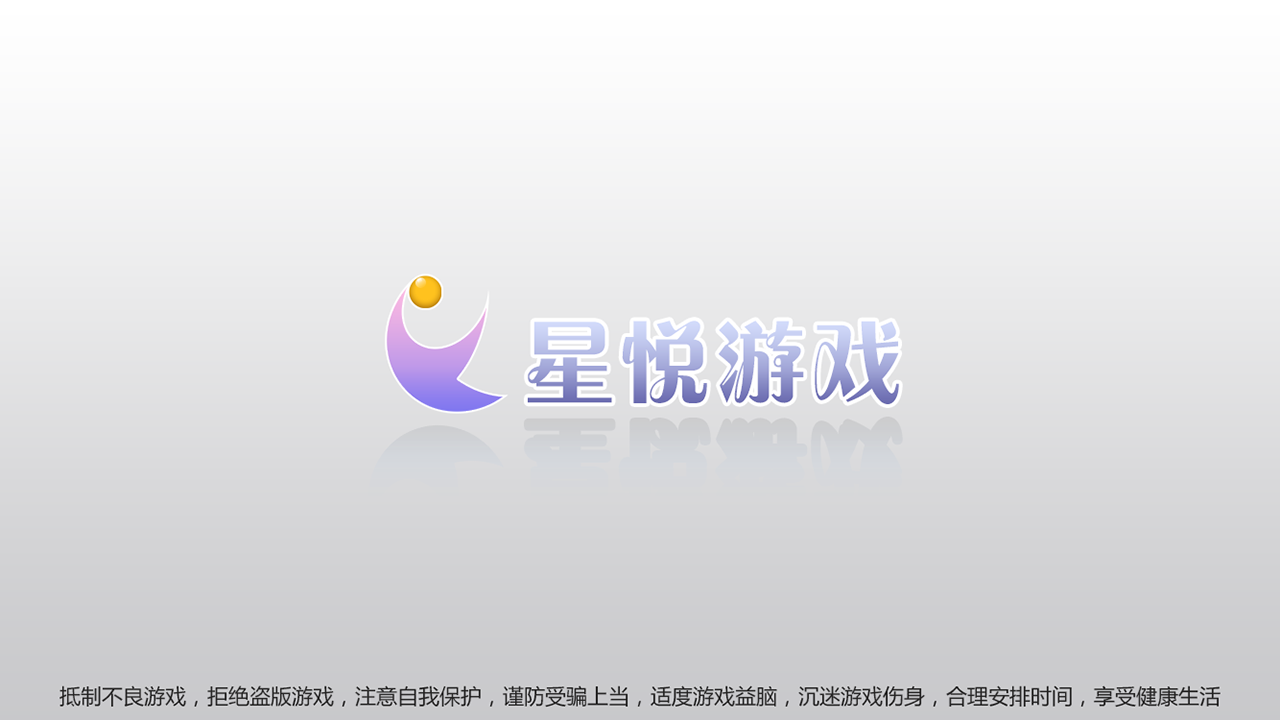 星悦游戏
抵制不良游戏，拒绝盗版游戏，注意自我保护，谨防受骗上当，适度游戏益脑，沉迷游戏伤身，合理安排时间，享受健康生活